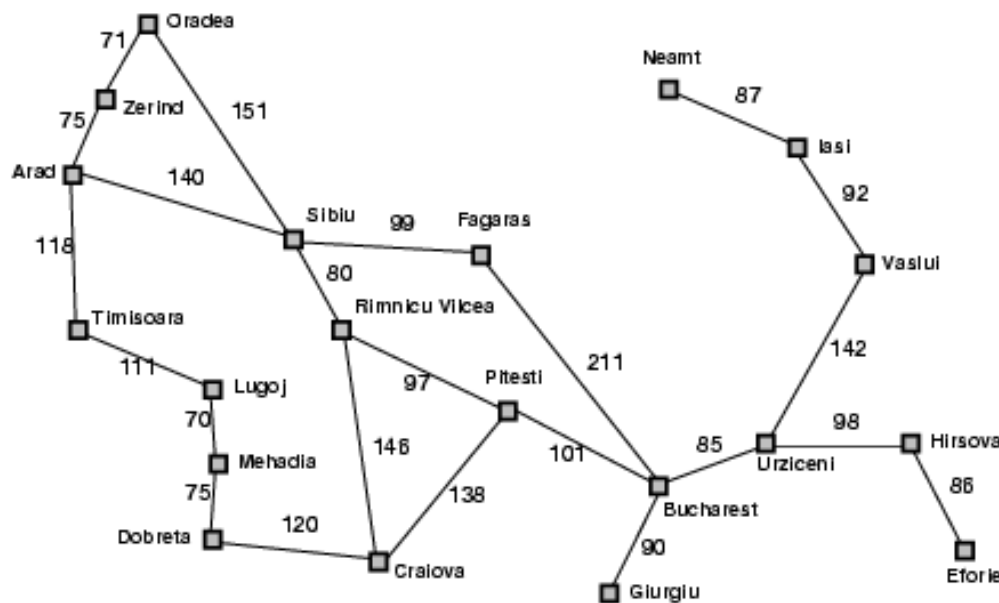 Oradea
71
Neamt
Zerind
87
151
75
Iasi
Arad
140
92
Sibiu
Fagaras
99
118
80
Vaslui
Rimnicu Vilcea
Timisoara
142
111
211
Lugoj
97
Pitesti
70
98
Hirsova
146
101
85
Urziceni
Mehadia
86
75
138
Bucharest
120
Dobreta
90
Craiova
Eforie
Giurgiu